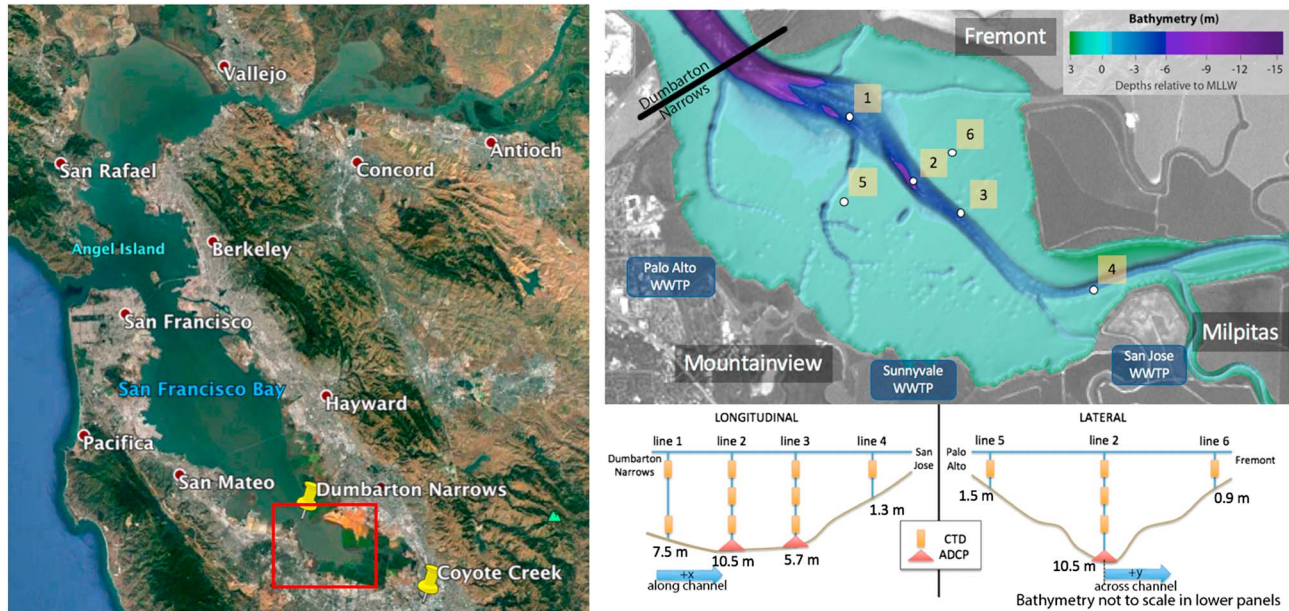 Vallejo
San Rafael
Concord
Antioch
Angel Island
Berkeley
San Francisco
San Francisco Bay
Hayward
Pacifica
San Mateo
Dumbarton Narrows
Coyote Creek
Fremont
Bathymetry (m)
3 0 -3 -6 -9 -12 -15
Depths relative to MLLW
Dumbarton
Narrows
1
6
2
5
3
4
Palo Alto
WWTP
Mountainview
Sunnyvale
WWTP
San Jose
WWTP
Milpitas
LONGITUDINAL
line 1 line 2 line 3 line 4
Dumbarton
Narrows
San
Jose
7.5 m
10.5 m
5.7 m
1.3 m
+x
along channel
CTD
ADCP
LATERAL
line 5 line 2 line 6
Palo
Alto
Fremont
1.5 m
0.9 m
10.5 m
+y
across channel
Bathymetry not to scale in lower panels